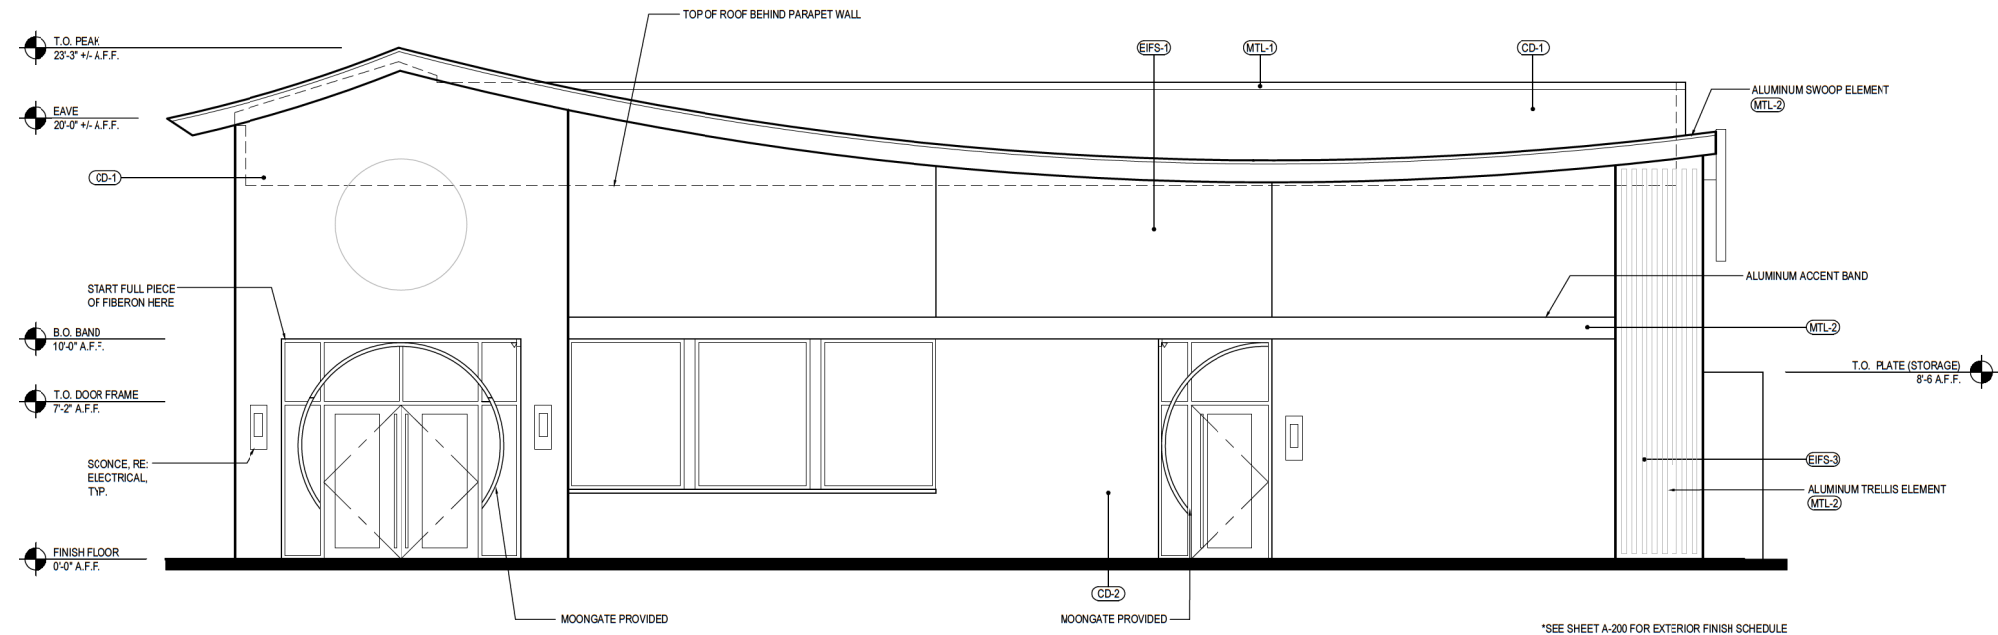 TOP OF ROOF BEHIND PARAPET WALL
T.O. PEAK
23'-3" +/- A.F.F.
EIFS-1
MTL-1
CD-1
ALUMINUM SWOOP ELEMENT
MTL-2
EAVE
20'-0" +/- A.F.F.
CD-1
START FULL PIECE
OF FIBERON HERE
ALUMINUM ACCENT BAND
B.O. BAND
10'-0" A.F.F.
MTL-2
T.O. PLATE (STORAGE)
8'-6 A.F.F.
T.O. DOOR FRAME
7'-2" A.F.F.
SCONCE, RE:
ELECTRICAL,
TYP.
EIFS-3
ALUMINUM TRELLIS ELEMENT
MTL-2
FINISH FLOOR
0'-0" A.F.F.
CD-2
MOONGATE PROVIDED
MOONGATE PROVIDED
*SEE SHEET A-200 FOR EXTERIOR FINISH SCHEDULE